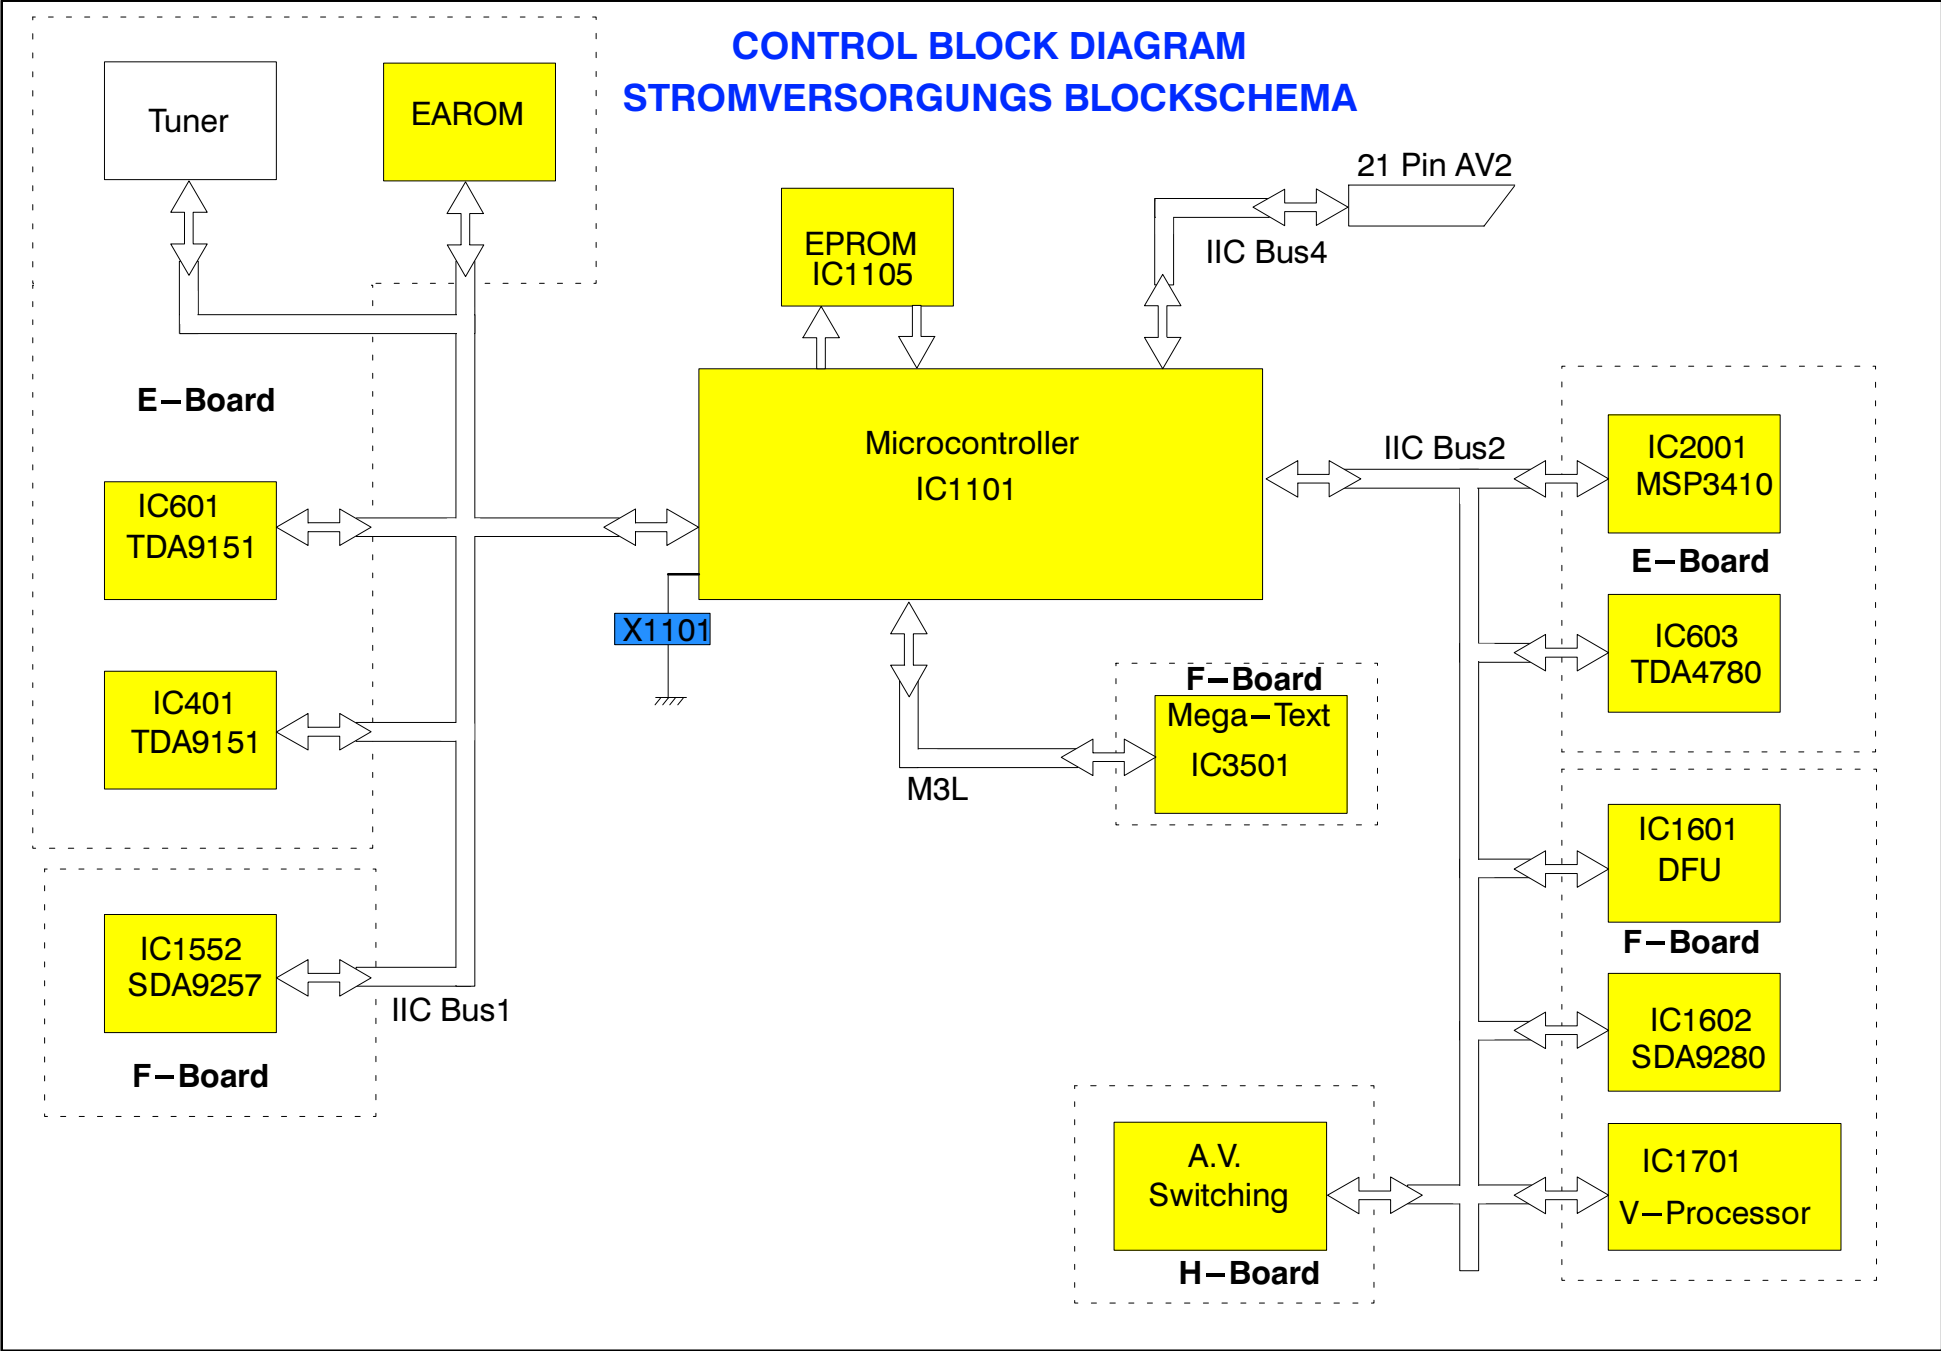 CONTROL BLOCK DIAGRAM
STROMVERSORGUNGS BLOCKSCHEMA
Tuner
EAROM
21 Pin AV2
EPROM
IC1105
IIC Bus4
E-Board
Microcontroller
IC1101
IIC Bus2
IC2001
MSP3410
E-Board
IC601
TDA9151
X1101
IC603
TDA4780
F-Board
Mega-Text
IC3501
M3L
IC401
TDA9151
IC1601
DFU
F-Board
IC1552
SDA9257
IIC Bus1
F-Board
IC1602
SDA9280
A.V.
Switching
H-Board
IC1701
V-Processor